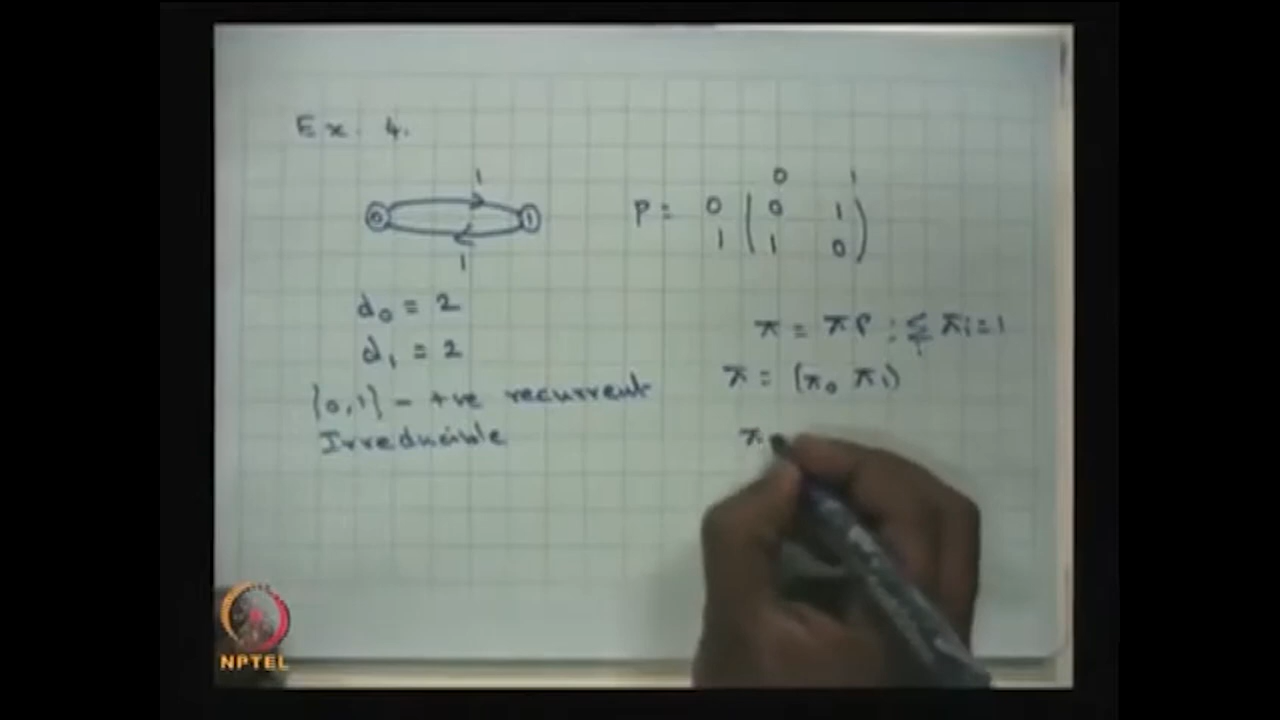 Ex. 4.
1
0 1
1
0 1
P = 0 ( 0 1
1 1 0 )
d₀ = 2
d₁ = 2
{0,1} - +ve recurrent
Irreducible
π = πP ; Σ πi = 1
i
π = (π₀ π₁)
π
NPTEL